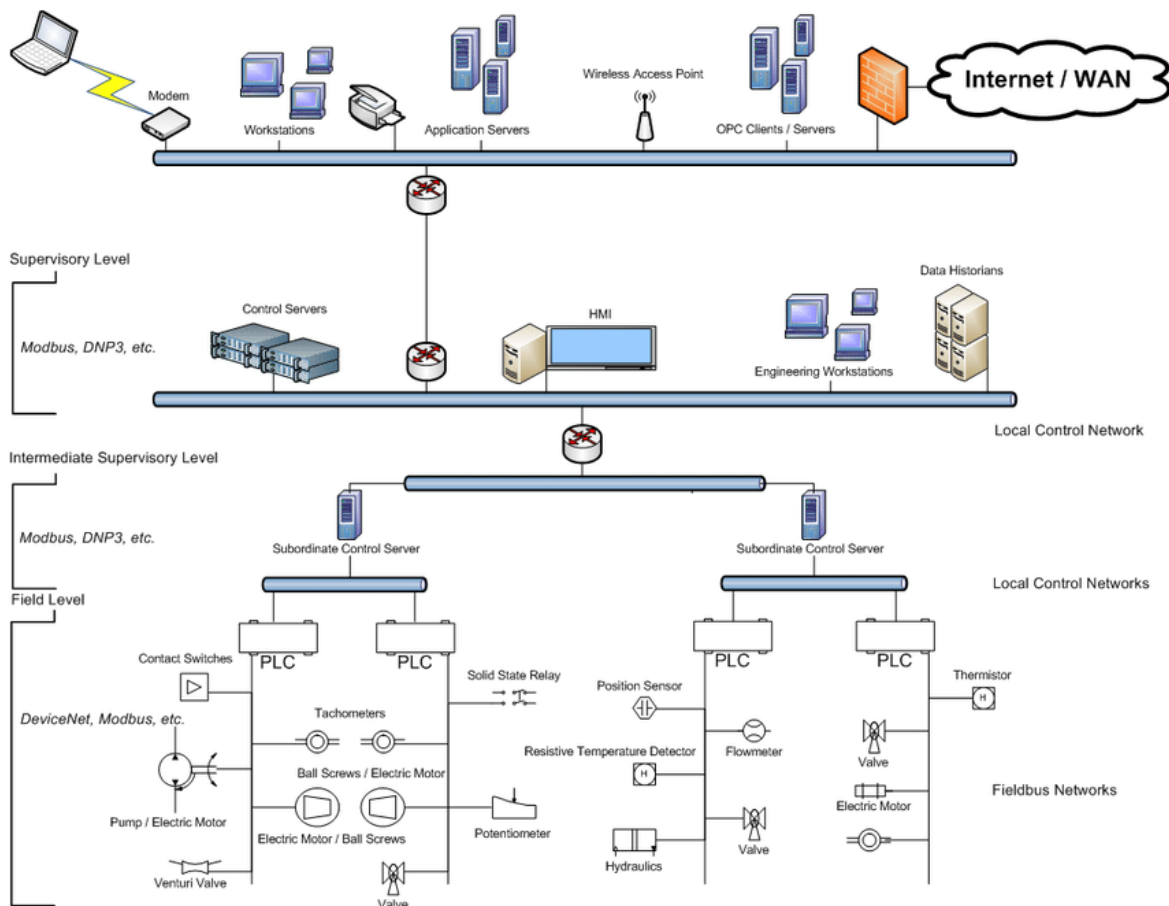 Internet / WAN
Wireless Access Point
Modem
Workstations
Application Servers
OPC Clients / Servers
Supervisory Level
Data Historians
Control Servers
HMI
Modbus, DNP3, etc.
Engineering Workstations
Local Control Network
Intermediate Supervisory Level
Modbus, DNP3, etc.
Subordinate Control Server
Subordinate Control Server
Local Control Networks
Field Level
PLC
PLC
PLC
PLC
Contact Switches
Solid State Relay
Position Sensor
Thermistor
DeviceNet, Modbus, etc.
Tachometers
H
Resistive Temperature Detector
Flowmeter
Valve
H
Ball Screws / Electric Motor
Electric Motor
Fieldbus Networks
Pump / Electric Motor
Electric Motor / Ball Screws
Potentiometer
Valve
Hydraulics
Venturi Valve
Valve